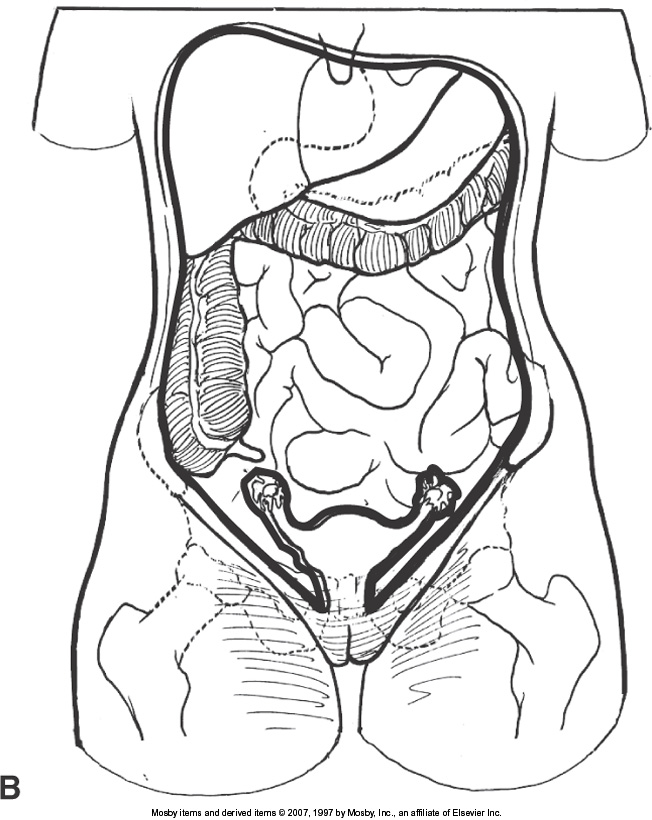 B
Mosby items and derived items © 2007, 1997 by Mosby, Inc., an affiliate of Elsevier Inc.